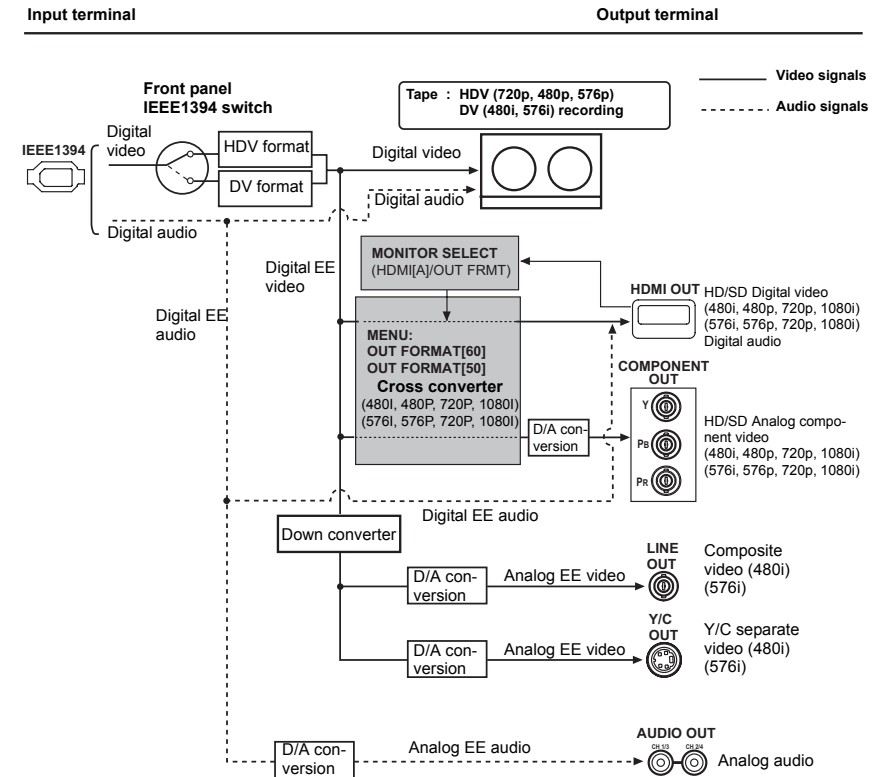 Input terminal
Output terminal
Front panel
IEEE1394 switch
Tape : HDV (720p, 480p, 576p)
DV (480i, 576i) recording
Video signals
Audio signals
IEEE1394
Digital
video
HDV format
DV format
Digital video
Digital audio
Digital audio
Digital EE
video
MONITOR SELECT
(HDMI[A]/OUT FRMT)
Digital EE
audio
MENU:
OUT FORMAT[60]
OUT FORMAT[50]
Cross converter
(480I, 480P, 720P, 1080I)
(576I, 576P, 720P, 1080I)
HDMI OUT
HD/SD Digital video
(480i, 480p, 720p, 1080i)
(576i, 576p, 720p, 1080i)
Digital audio
COMPONENT
OUT
Y
PB
PR
D/A con-
version
HD/SD Analog compo-
nent video
(480i, 480p, 720p, 1080i)
(576i, 576p, 720p, 1080i)
Digital EE audio
Down converter
D/A con-
version
Analog EE video
LINE
OUT
Composite
video (480i)
(576i)
D/A con-
version
Analog EE video
Y/C
OUT
Y/C separate
video (480i)
(576i)
D/A con-
version
Analog EE audio
AUDIO OUT
CH 1/3
CH 2/4
Analog audio